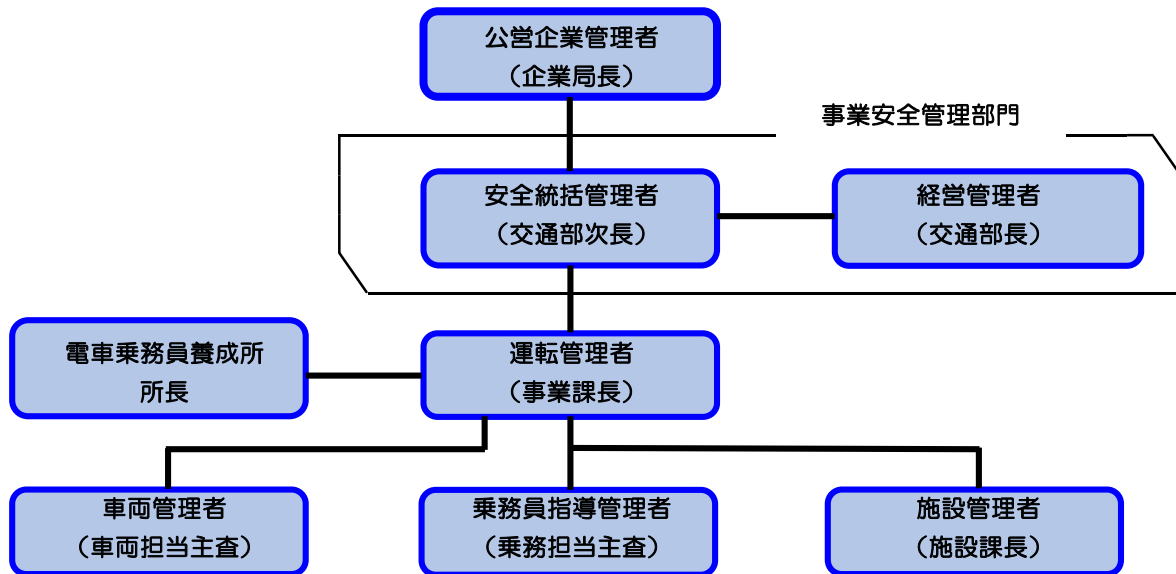 公営企業管理者
（企業局長）
事業安全管理部門
安全統括管理者
（交通部次長）
経営管理者
（交通部長）
電車乗務員養成所
所長
運転管理者
（事業課長）
車両管理者
（車両担当主査）
乗務員指導管理者
（乗務担当主査）
施設管理者
（施設課長）